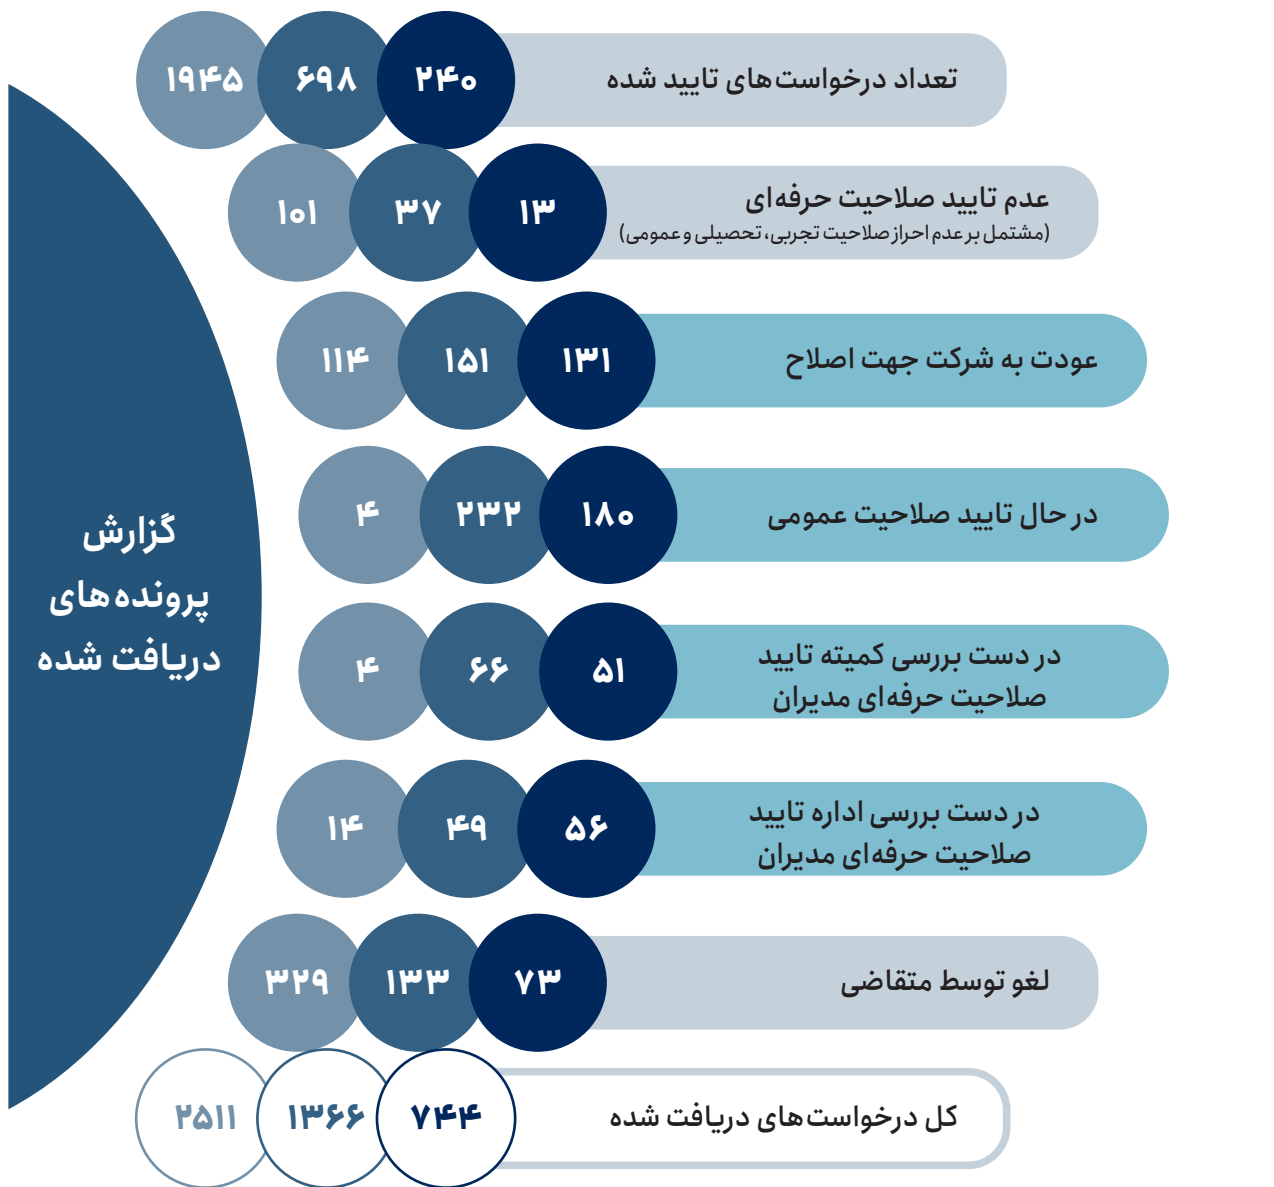 تعداد درخواست‌های تایید شده
۲۴۰ ۶۹۸ ۱۹۴۵
عدم تایید صلاحیت حرفه‌ای
(مشتمل بر عدم احراز صلاحیت تجربی، تحصیلی و عمومی)
۱۳ ۳۷ ۱۰۱
عودت به شرکت جهت اصلاح
۱۳۱ ۱۵۱ ۱۱۴
در حال تایید صلاحیت عمومی
۱۸۰ ۲۳۲ ۴
در دست بررسی کمیته تایید
صلاحیت حرفه‌ای مدیران
۵۱ ۶۶ ۴
در دست بررسی اداره تایید
صلاحیت حرفه‌ای مدیران
۵۶ ۴۹ ۱۴
لغو توسط متقاضی
۷۳ ۱۳۳ ۳۲۹
کل درخواست‌های دریافت شده
۷۴۴ ۱۳۶۶ ۲۵۱۱
گزارش
پرونده‌های
دریافت شده